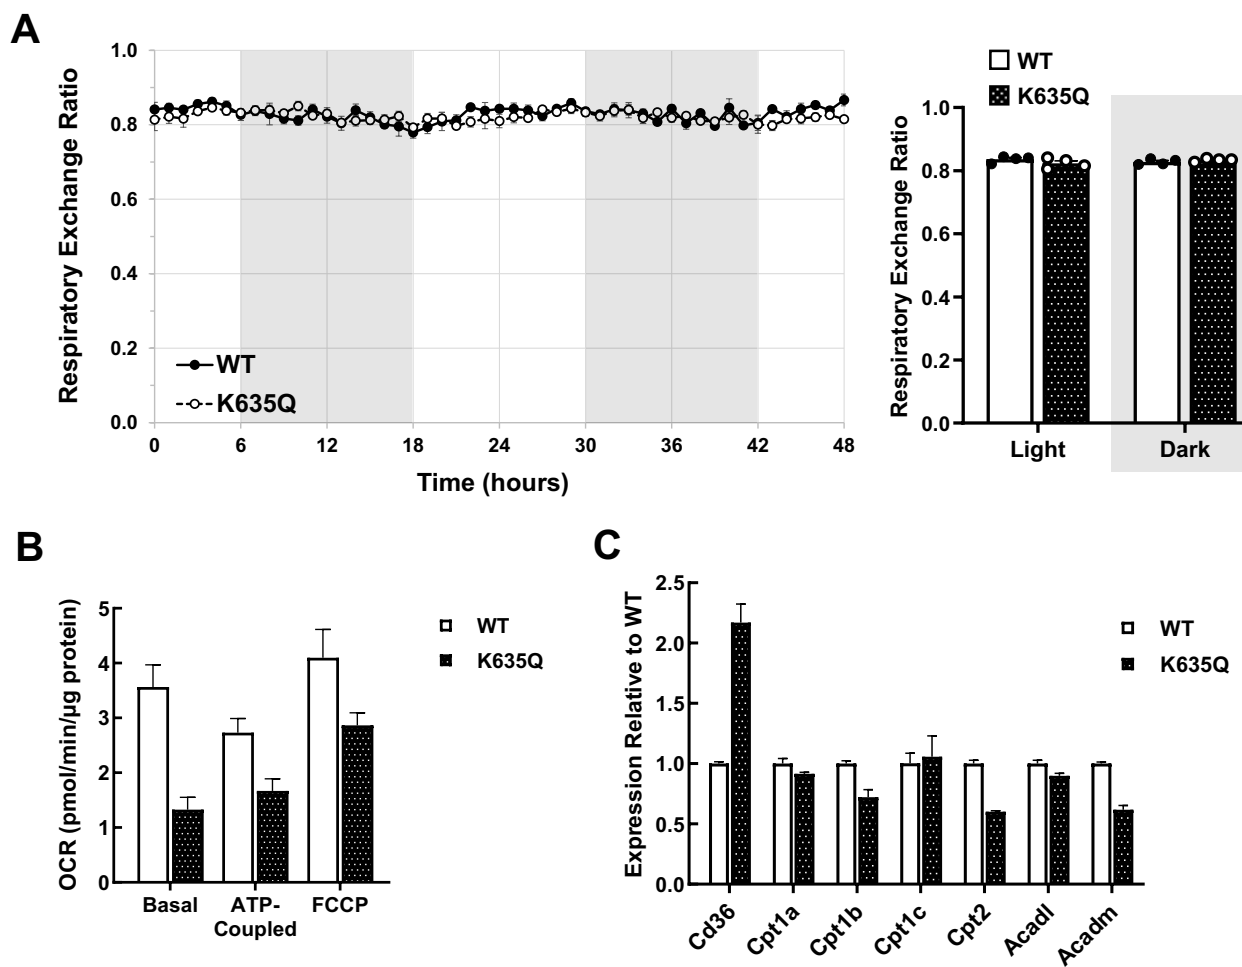 A
Respiratory Exchange Ratio
1.0
0.8
0.6
0.4
0.2
0.0
WT
K635Q
0 6 12 18 24 30 36 42 48
Time (hours)
WT
K635Q
Respiratory Exchange Ratio
1.0
0.8
0.6
0.4
0.2
0.0
Light Dark
B
OCR (pmol/min/µg protein)
5
4
3
2
1
0
Basal ATP-Coupled FCCP
WT
K635Q
C
Expression Relative to WT
2.5
2.0
1.5
1.0
0.5
0.0
Cd36 Cpt1a Cpt1b Cpt1c Cpt2 Acadl Acadm
WT
K635Q